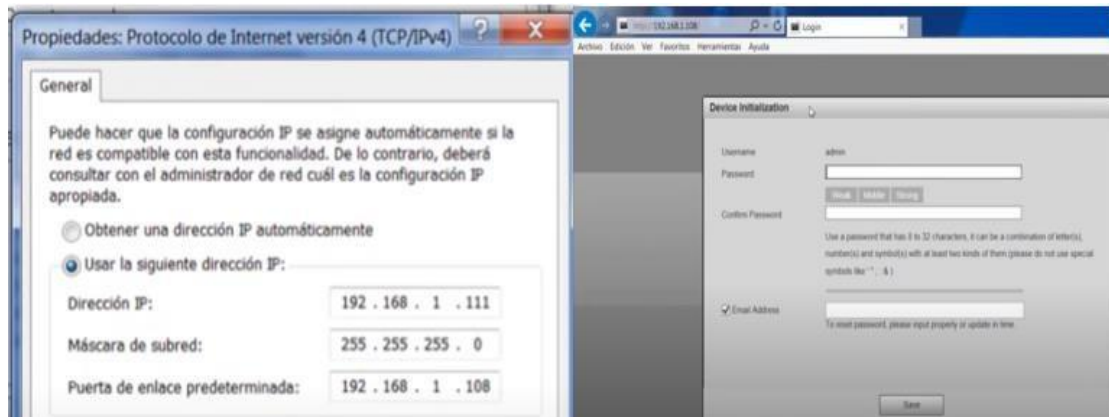 Propiedades: Protocolo de Internet versión 4 (TCP/IPv4)
General
Puede hacer que la configuración IP se asigne automáticamente si la
red es compatible con esta funcionalidad. De lo contrario, deberá
consultar con el administrador de red cuál es la configuración IP
apropiada.
Obtener una dirección IP automáticamente
Usar la siguiente dirección IP:
Dirección IP: 192 . 168 . 1 . 111
Máscara de subred: 255 . 255 . 255 . 0
Puerta de enlace predeterminada: 192 . 168 . 1 . 108
192.168.1.108
Login
Archivo Edición Ver Favoritos Herramientas Ayuda
Device Initialization
Username admin
Password
Weak Middle Strong
Confirm Password
Use a password that has 8 to 32 characters, it can be a combination of letter(s),
number(s) and symbol(s) with at least two kinds of them (please do not use special
symbols like ' " ; : & )
Email Address
To reset password, please input properly or update in time.
Save